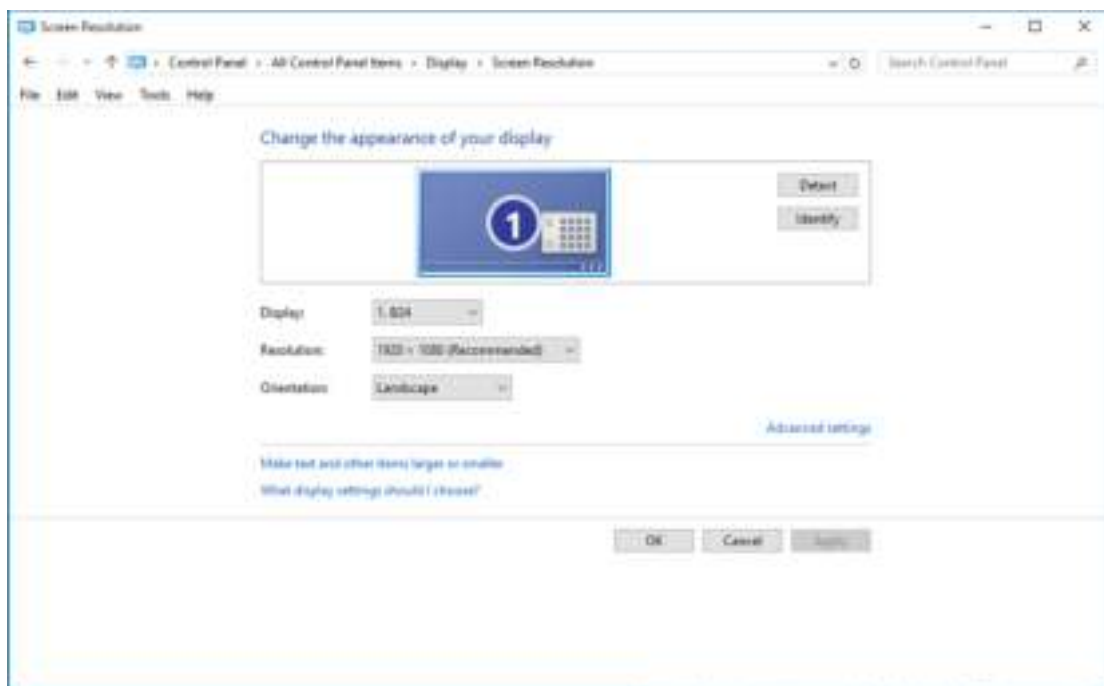 Screen Resolution
Control Panel › All Control Panel Items › Display › Screen Resolution
Search Control Panel
File Edit View Tools Help
Change the appearance of your display
1
Detect
Identify
Display:
Resolution: 1920 × 1080 (Recommended)
Orientation: Landscape
Advanced settings
Make text and other items larger or smaller
What display settings should I choose?
OK Cancel Apply